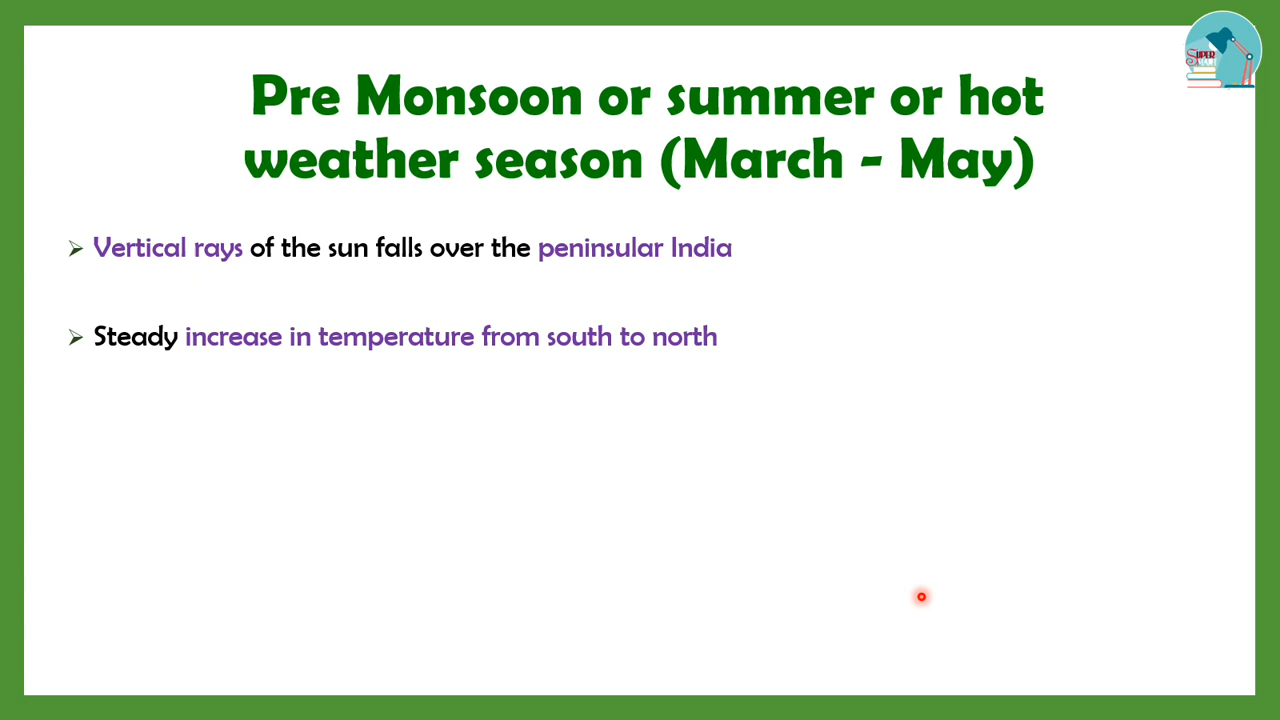 SUPER
Pre Monsoon or summer or hot
weather season (March - May)
Vertical rays of the sun falls over the peninsular India
Steady increase in temperature from south to north